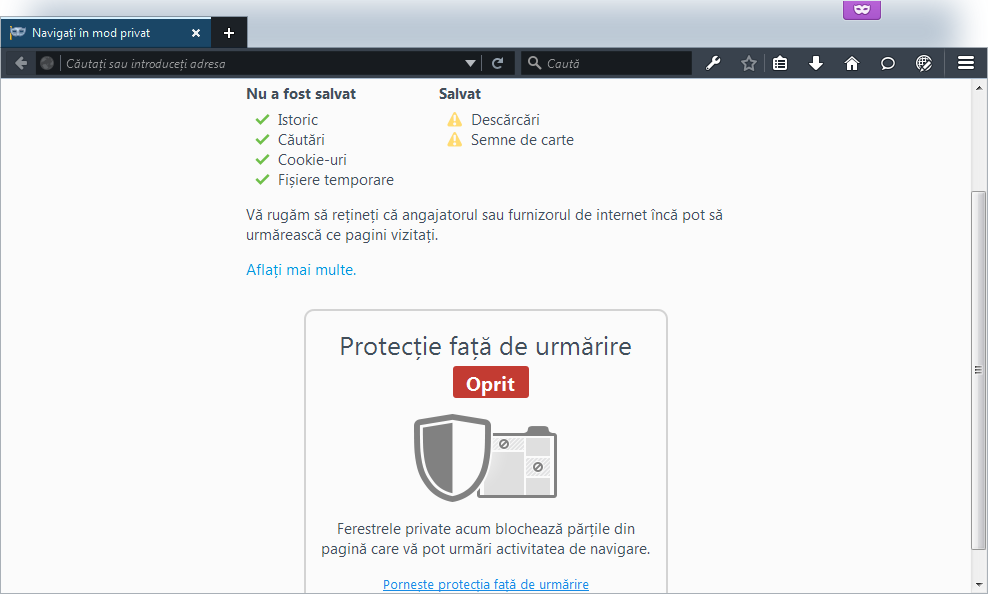 Navigați în mod privat
Căutați sau introduceți adresa
Caută
Nu a fost salvat
Istoric
Căutări
Cookie-uri
Fișiere temporare
Salvat
Descărcări
Semne de carte
Vă rugăm să rețineți că angajatorul sau furnizorul de internet încă pot să
urmărească ce pagini vizitați.
Aflați mai multe.
Protecție față de urmărire
Oprit
Ferestrele private acum blochează părțile din
pagină care vă pot urmări activitatea de navigare.
Pornește protecția față de urmărire